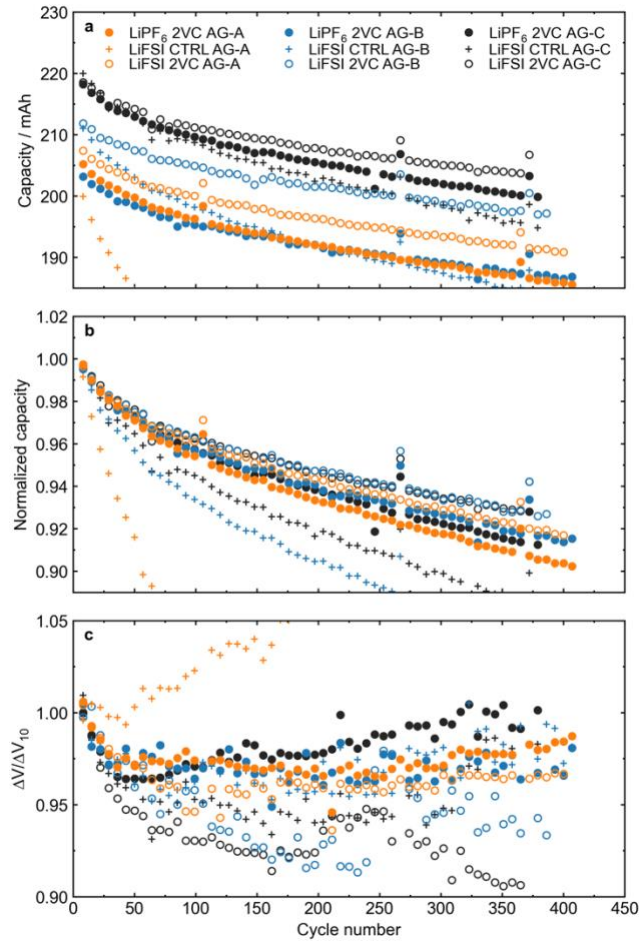 a
LiPF₆ 2VC AG-A LiPF₆ 2VC AG-B LiPF₆ 2VC AG-C
LiFSI CTRL AG-A LiFSI CTRL AG-B LiFSI CTRL AG-C
LiFSI 2VC AG-A LiFSI 2VC AG-B LiFSI 2VC AG-C
230
220
210
200
190
Capacity / mAh
b
1.02
1.00
0.98
0.96
0.94
0.92
0.90
Normalized capacity
c
1.05
1.00
0.95
0.90
ΔV/ΔV₁₀
0 50 100 150 200 250 300 350 400 450
Cycle number